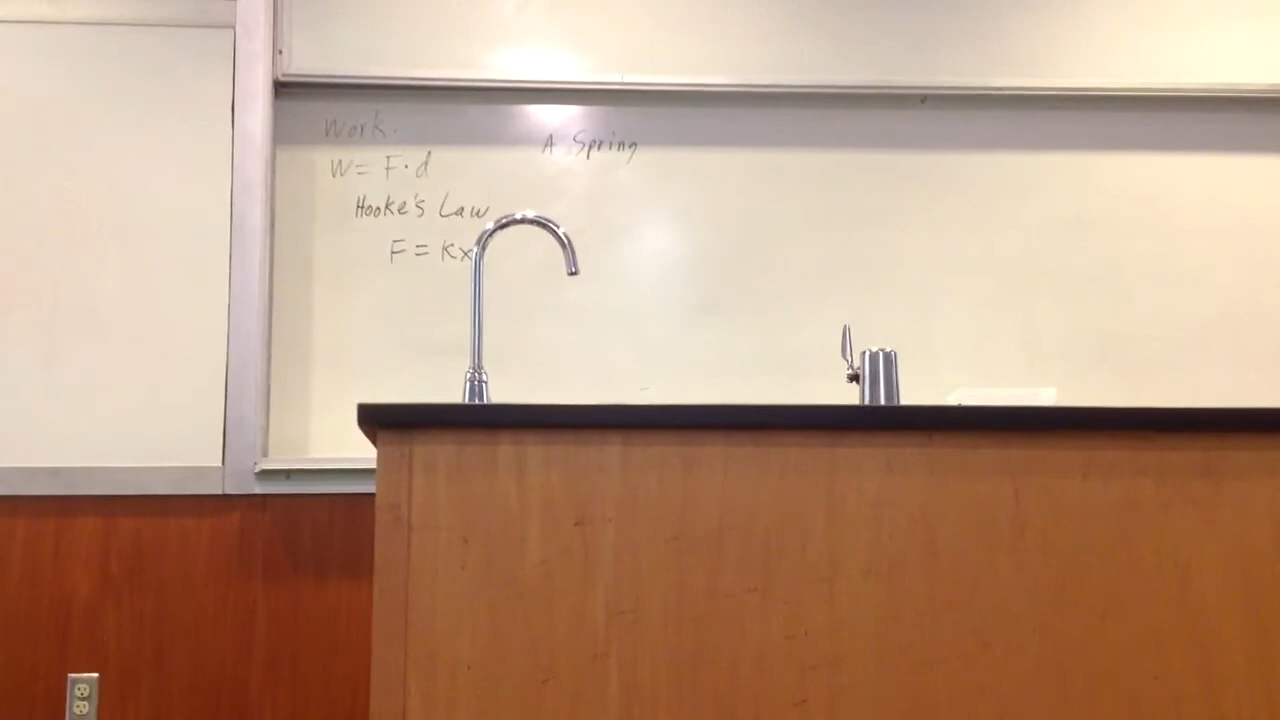 Work.
W = F·d
Hooke's Law
F = Kx
A Spring